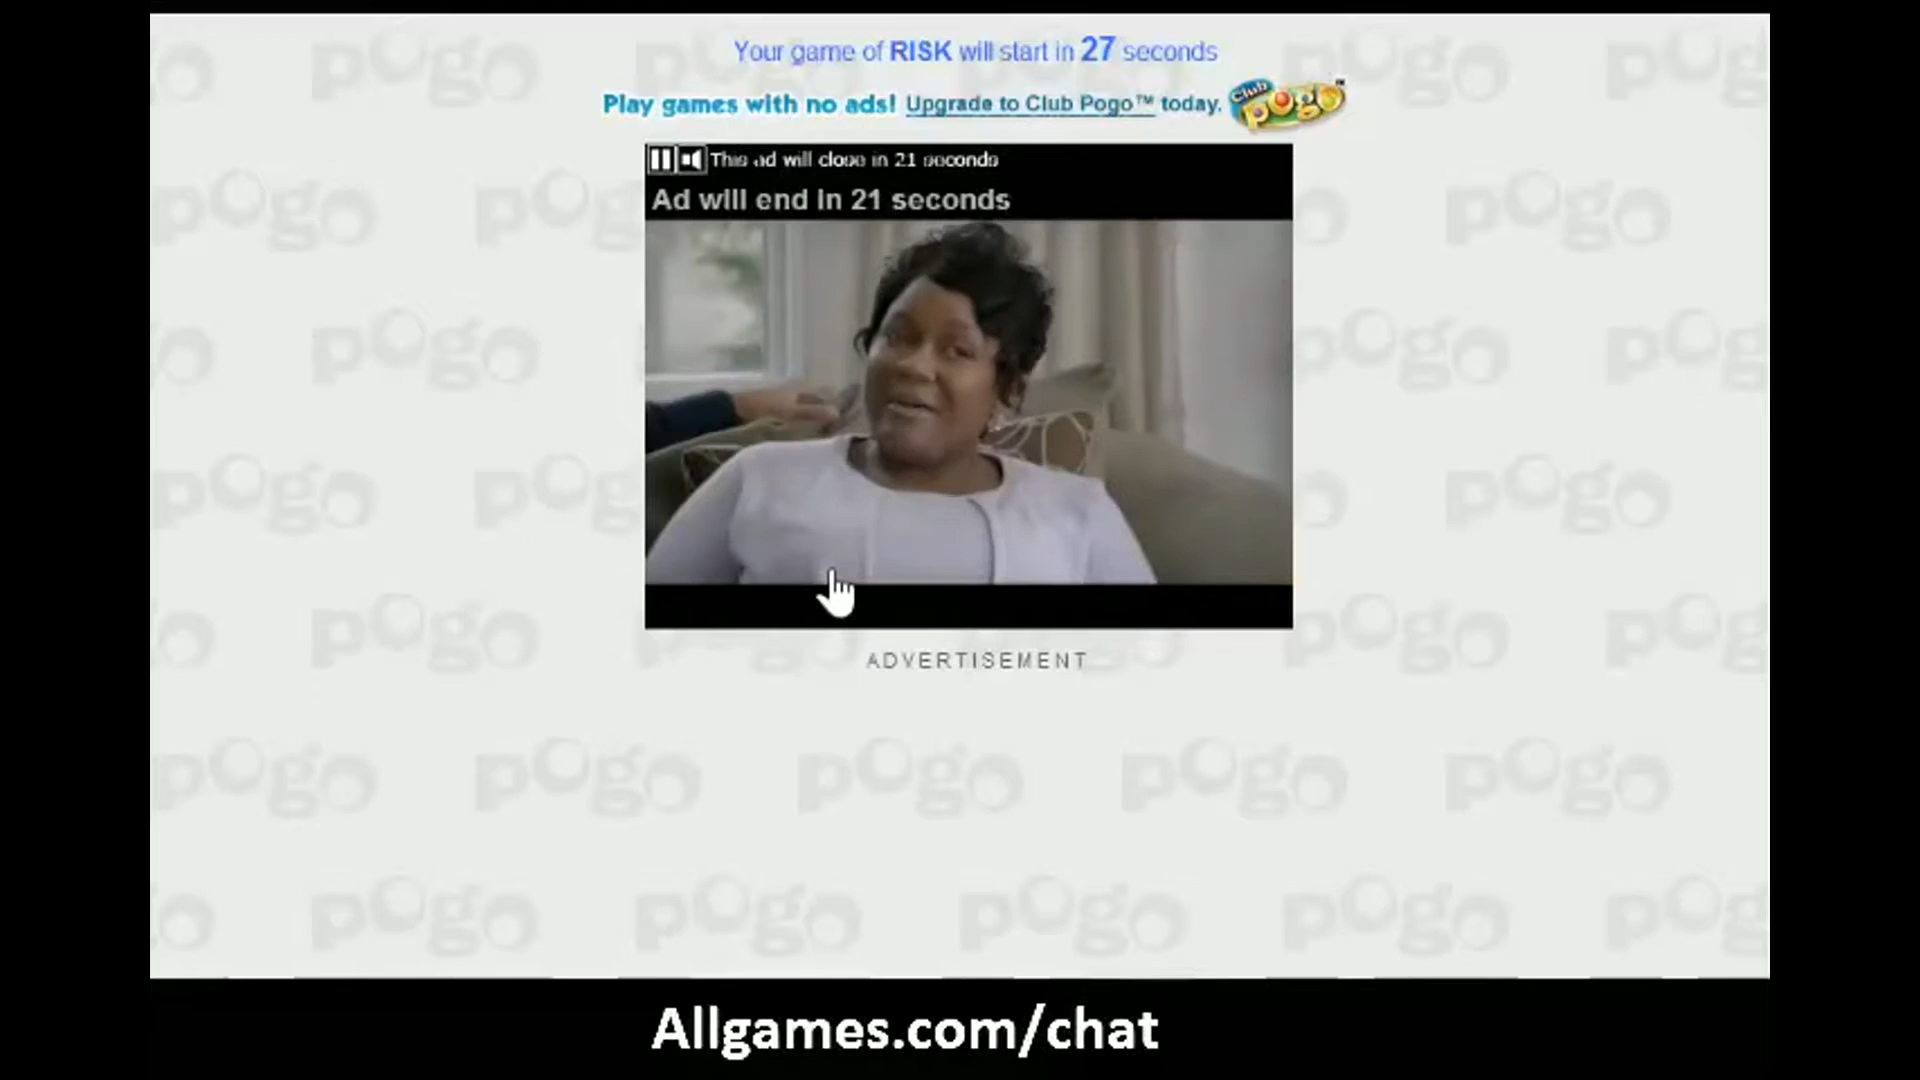 Your game of RISK will start in 27 seconds
Play games with no ads! Upgrade to Club Pogo™ today.
Club pogo™
This ad will close in 21 seconds
Ad will end in 21 seconds
ADVERTISEMENT
pogo
Allgames.com/chat